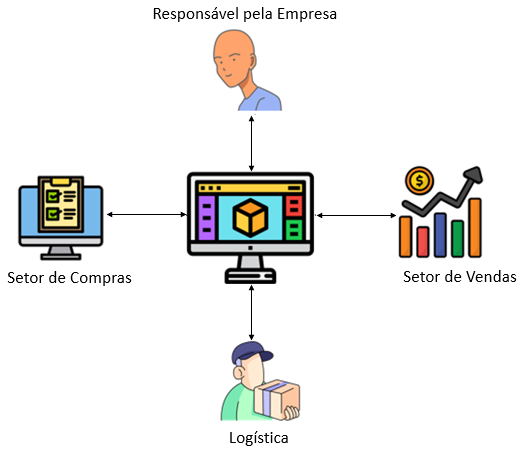 Responsável pela Empresa
Setor de Compras
Setor de Vendas
Logística